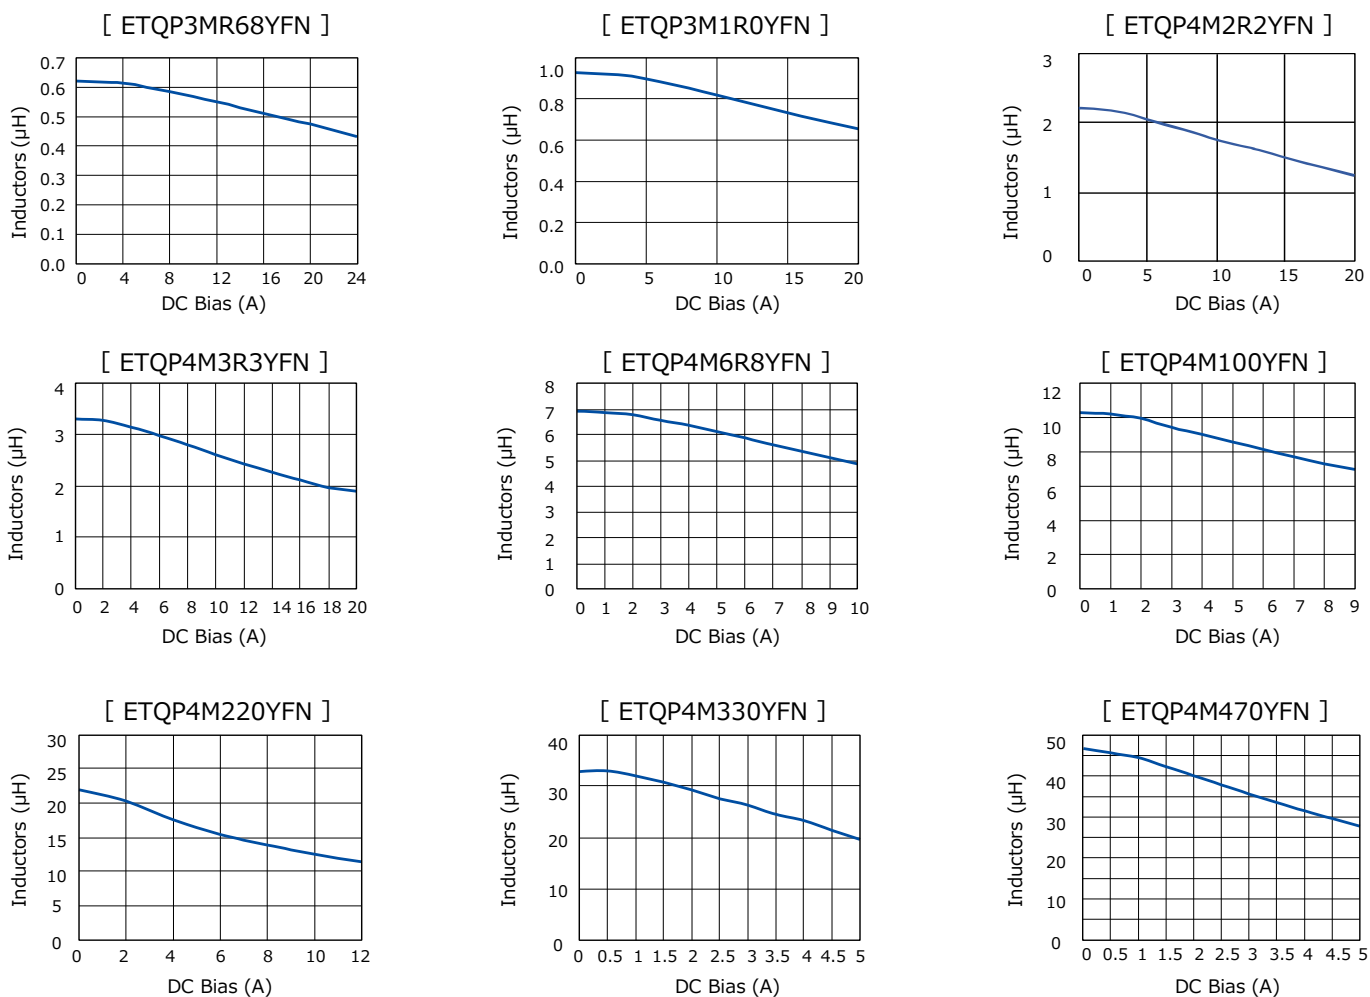 [ ETQP3MR68YFN ]
Inductors (µH)
0.7
0.6
0.5
0.4
0.3
0.2
0.1
0.0
0 4 8 12 16 20 24
DC Bias (A)
[ ETQP3M1R0YFN ]
Inductors (µH)
1.0
0.8
0.6
0.4
0.2
0.0
0 5 10 15 20
DC Bias (A)
[ ETQP4M2R2YFN ]
Inductors (µH)
3
2
1
0
0 5 10 15 20
DC Bias (A)
[ ETQP4M3R3YFN ]
Inductors (µH)
4
3
2
1
0
0 2 4 6 8 10 12 14 16 18 20
DC Bias (A)
[ ETQP4M6R8YFN ]
Inductors (µH)
8
7
6
5
4
3
2
1
0
0 1 2 3 4 5 6 7 8 9 10
DC Bias (A)
[ ETQP4M100YFN ]
Inductors (µH)
12
10
8
6
4
2
0
0 1 2 3 4 5 6 7 8 9
DC Bias (A)
[ ETQP4M220YFN ]
Inductors (µH)
30
25
20
15
10
5
0
0 2 4 6 8 10 12
DC Bias (A)
[ ETQP4M330YFN ]
Inductors (µH)
40
30
20
10
0
0 0.5 1 1.5 2 2.5 3 3.5 4 4.5 5
DC Bias (A)
[ ETQP4M470YFN ]
Inductors (µH)
50
40
30
20
10
0
0 0.5 1 1.5 2 2.5 3 3.5 4 4.5 5
DC Bias (A)